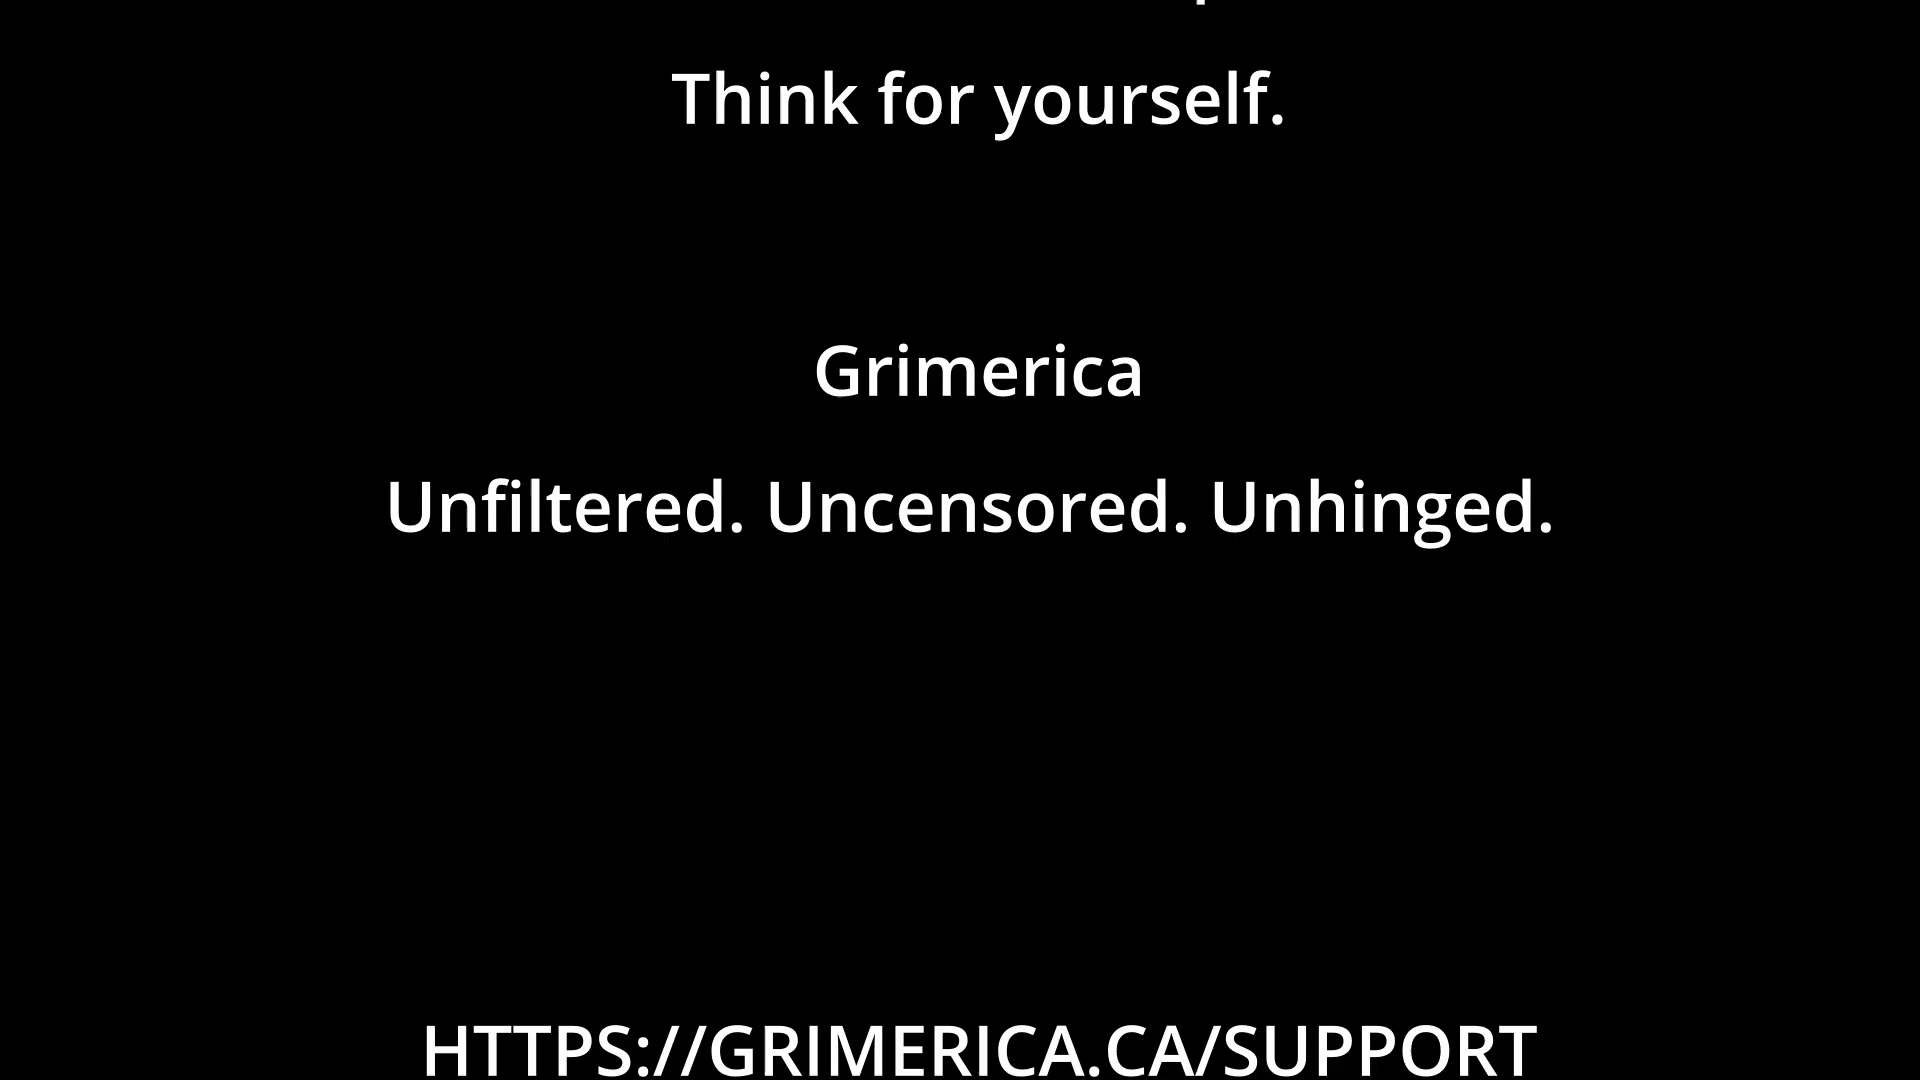 Think for yourself.
Grimerica
Unfiltered. Uncensored. Unhinged.
HTTPS://GRIMERICA.CA/SUPPORT